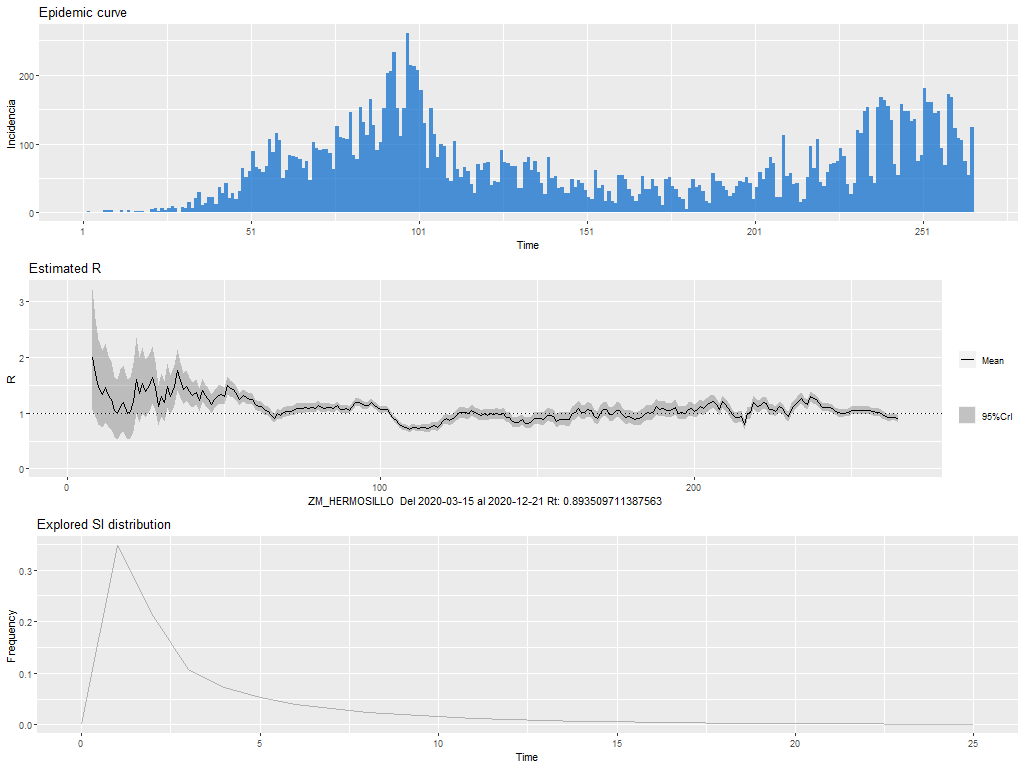 Epidemic curve
Incidencia
200
100
0
1
51
101
151
201
251
Time
Estimated R
R
3
2
1
0
0
100
200
Mean
95%CrI
ZM_HERMOSILLO Del 2020-03-15 al 2020-12-21 Rt: 0.893509711387563
Explored SI distribution
Frequency
0.3
0.2
0.1
0.0
0
5
10
15
20
25
Time